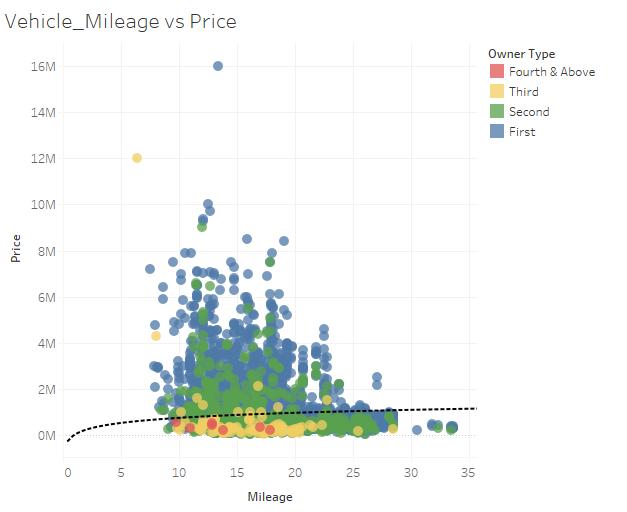 Vehicle_Mileage vs Price
Owner Type
Fourth & Above
Third
Second
First
16M
14M
12M
10M
8M
6M
4M
2M
0M
Price
0 5 10 15 20 25 30 35
Mileage